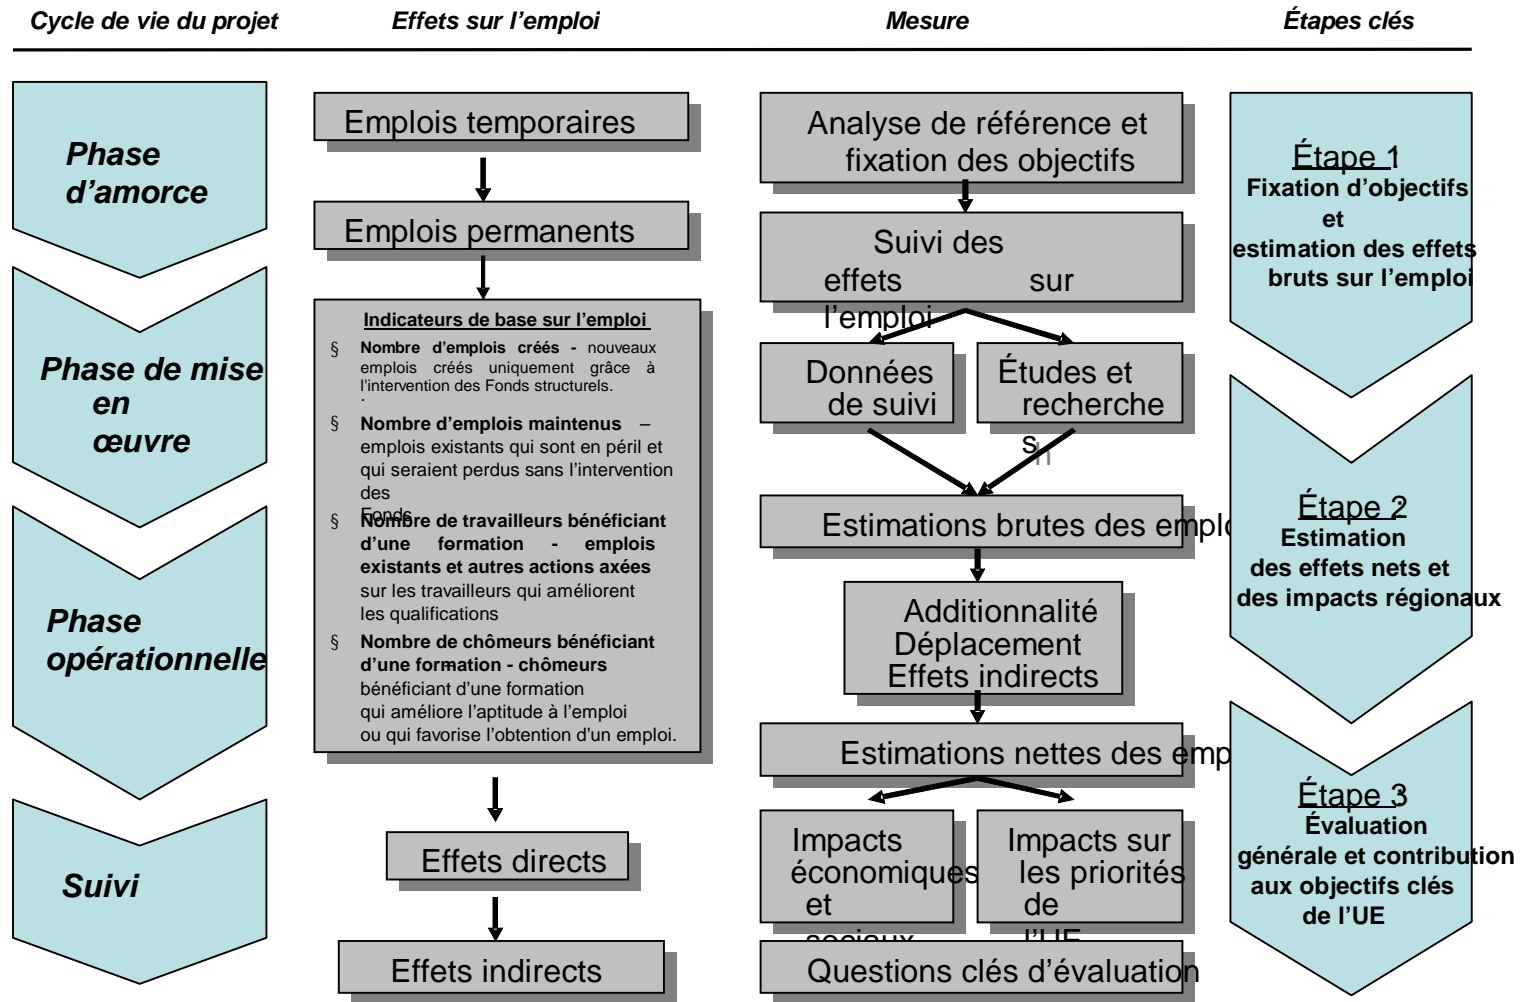 Cycle de vie du projet
Effets sur l’emploi
Mesure
Étapes clés
Phase
d’amorce
Phase de mise
en
œuvre
Phase
opérationnelle
Suivi
Emplois temporaires
Emplois permanents
Indicateurs de base sur l’emploi
§ Nombre d’emplois créés - nouveaux
emplois créés uniquement grâce à
l’intervention des Fonds structurels.
.
§ Nombre d’emplois maintenus –
emplois existants qui sont en péril et
qui seraient perdus sans l’intervention
des
Fonds.
§ Nombre de travailleurs bénéficiant
d’une formation - emplois
existants et autres actions axées
sur les travailleurs qui améliorent
les qualifications
§ Nombre de chômeurs bénéficiant
d’une formation - chômeurs
bénéficiant d’une formation
qui améliore l’aptitude à l’emploi
ou qui favorise l’obtention d’un emploi.
Effets directs
Effets indirects
Analyse de référence et
fixation des objectifs
Suivi des
effets sur
l’emploi
Données
de suivi
Études et
recherche
s
Estimations brutes des emplo
Additionnalité
Déplacement
Effets indirects
Estimations nettes des emp
Impacts
économiques
et
sociaux
Impacts sur
les priorités
de
l’UE
Questions clés d’évaluation
Étape 1
Fixation d’objectifs
et
estimation des effets
bruts sur l’emploi
Étape 2
Estimation
des effets nets et
des impacts régionaux
Étape 3
Évaluation
générale et contribution
aux objectifs clés
de l’UE